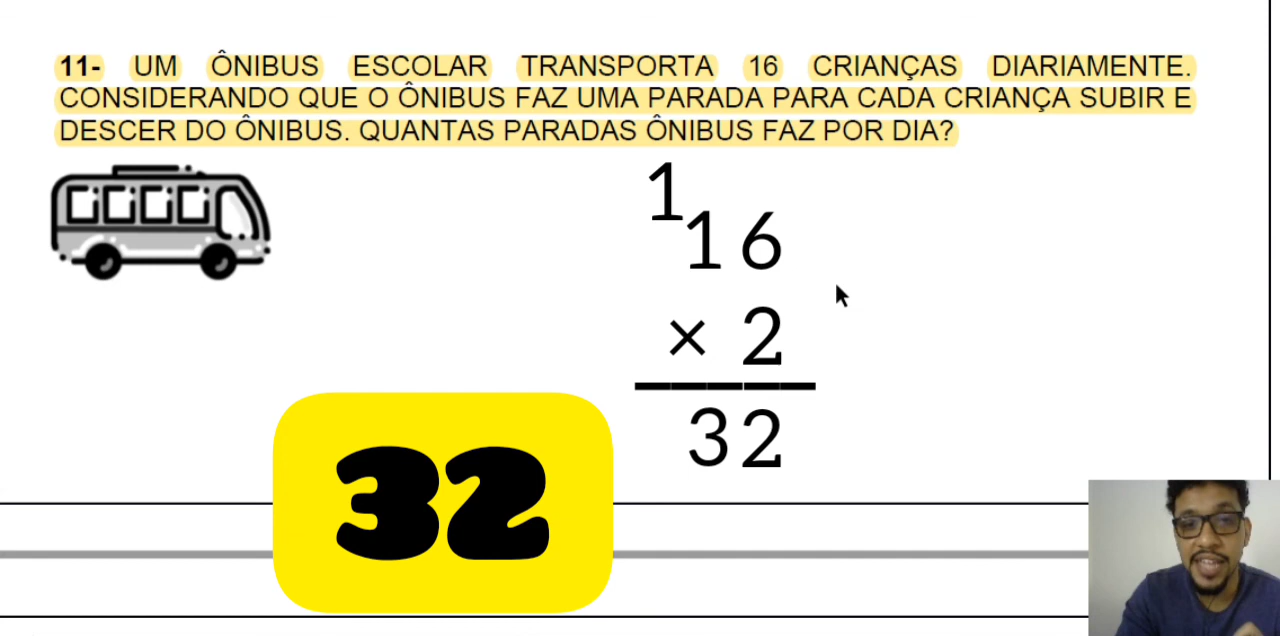 11- UM ÔNIBUS ESCOLAR TRANSPORTA 16 CRIANÇAS DIARIAMENTE.
CONSIDERANDO QUE O ÔNIBUS FAZ UMA PARADA PARA CADA CRIANÇA SUBIR E
DESCER DO ÔNIBUS. QUANTAS PARADAS ÔNIBUS FAZ POR DIA?
1
16
× 2
32
32